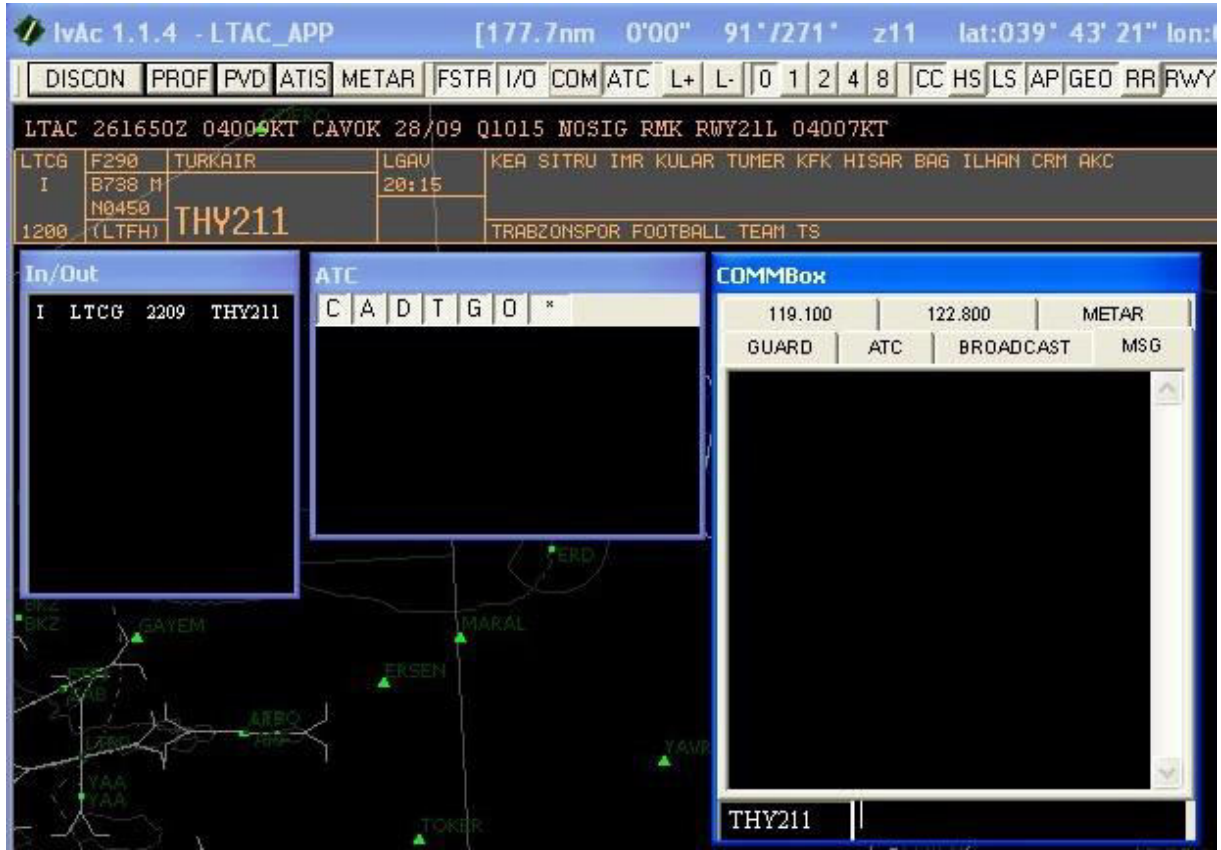 IvAc 1.1.4 - LTAC_APP [177.7nm 0'00" 91°/271° z11 lat:039° 43' 21" lon:
DISCON PROF PVD ATIS METAR FSTR I/O COM ATC L+ L- 0 1 2 4 8 CC HS LS AP GEO RR RWY
LTAC 261650Z 04009KT CAVOK 28/09 Q1015 NOSIG RMK RWY21L 04007KT
LTCG F290 TURKAIR LGAV KEA SITRU IMR KULAR TUMER KFK HISAR BAG ILHAN CRM AKC
I B738 M 20:15
N0450
1200 (LTFH) THY211 TRABZONSPOR FOOTBALL TEAM TS
In/Out
I LTCG 2209 THY211
ATC
C A D T G O *
COMMBox
119.100 122.800 METAR
GUARD ATC BROADCAST MSG
ERD
BKZ
GAYEM
MARAL
ERSEN
YAA
YAA
TOKER
THY211